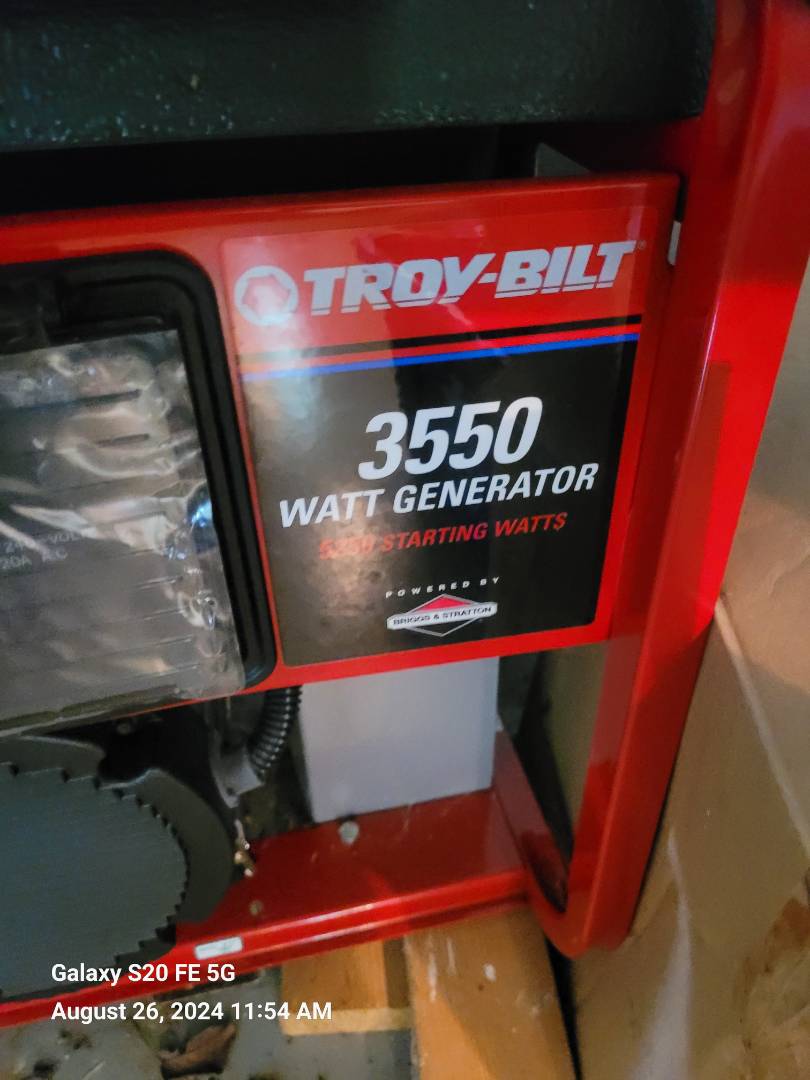 TROY-BILT
3550
WATT GENERATOR
STARTING WATTS
POWERED BY
BRIGGS & STRATTON
Galaxy S20 FE 5G
August 26, 2024 11:54 AM